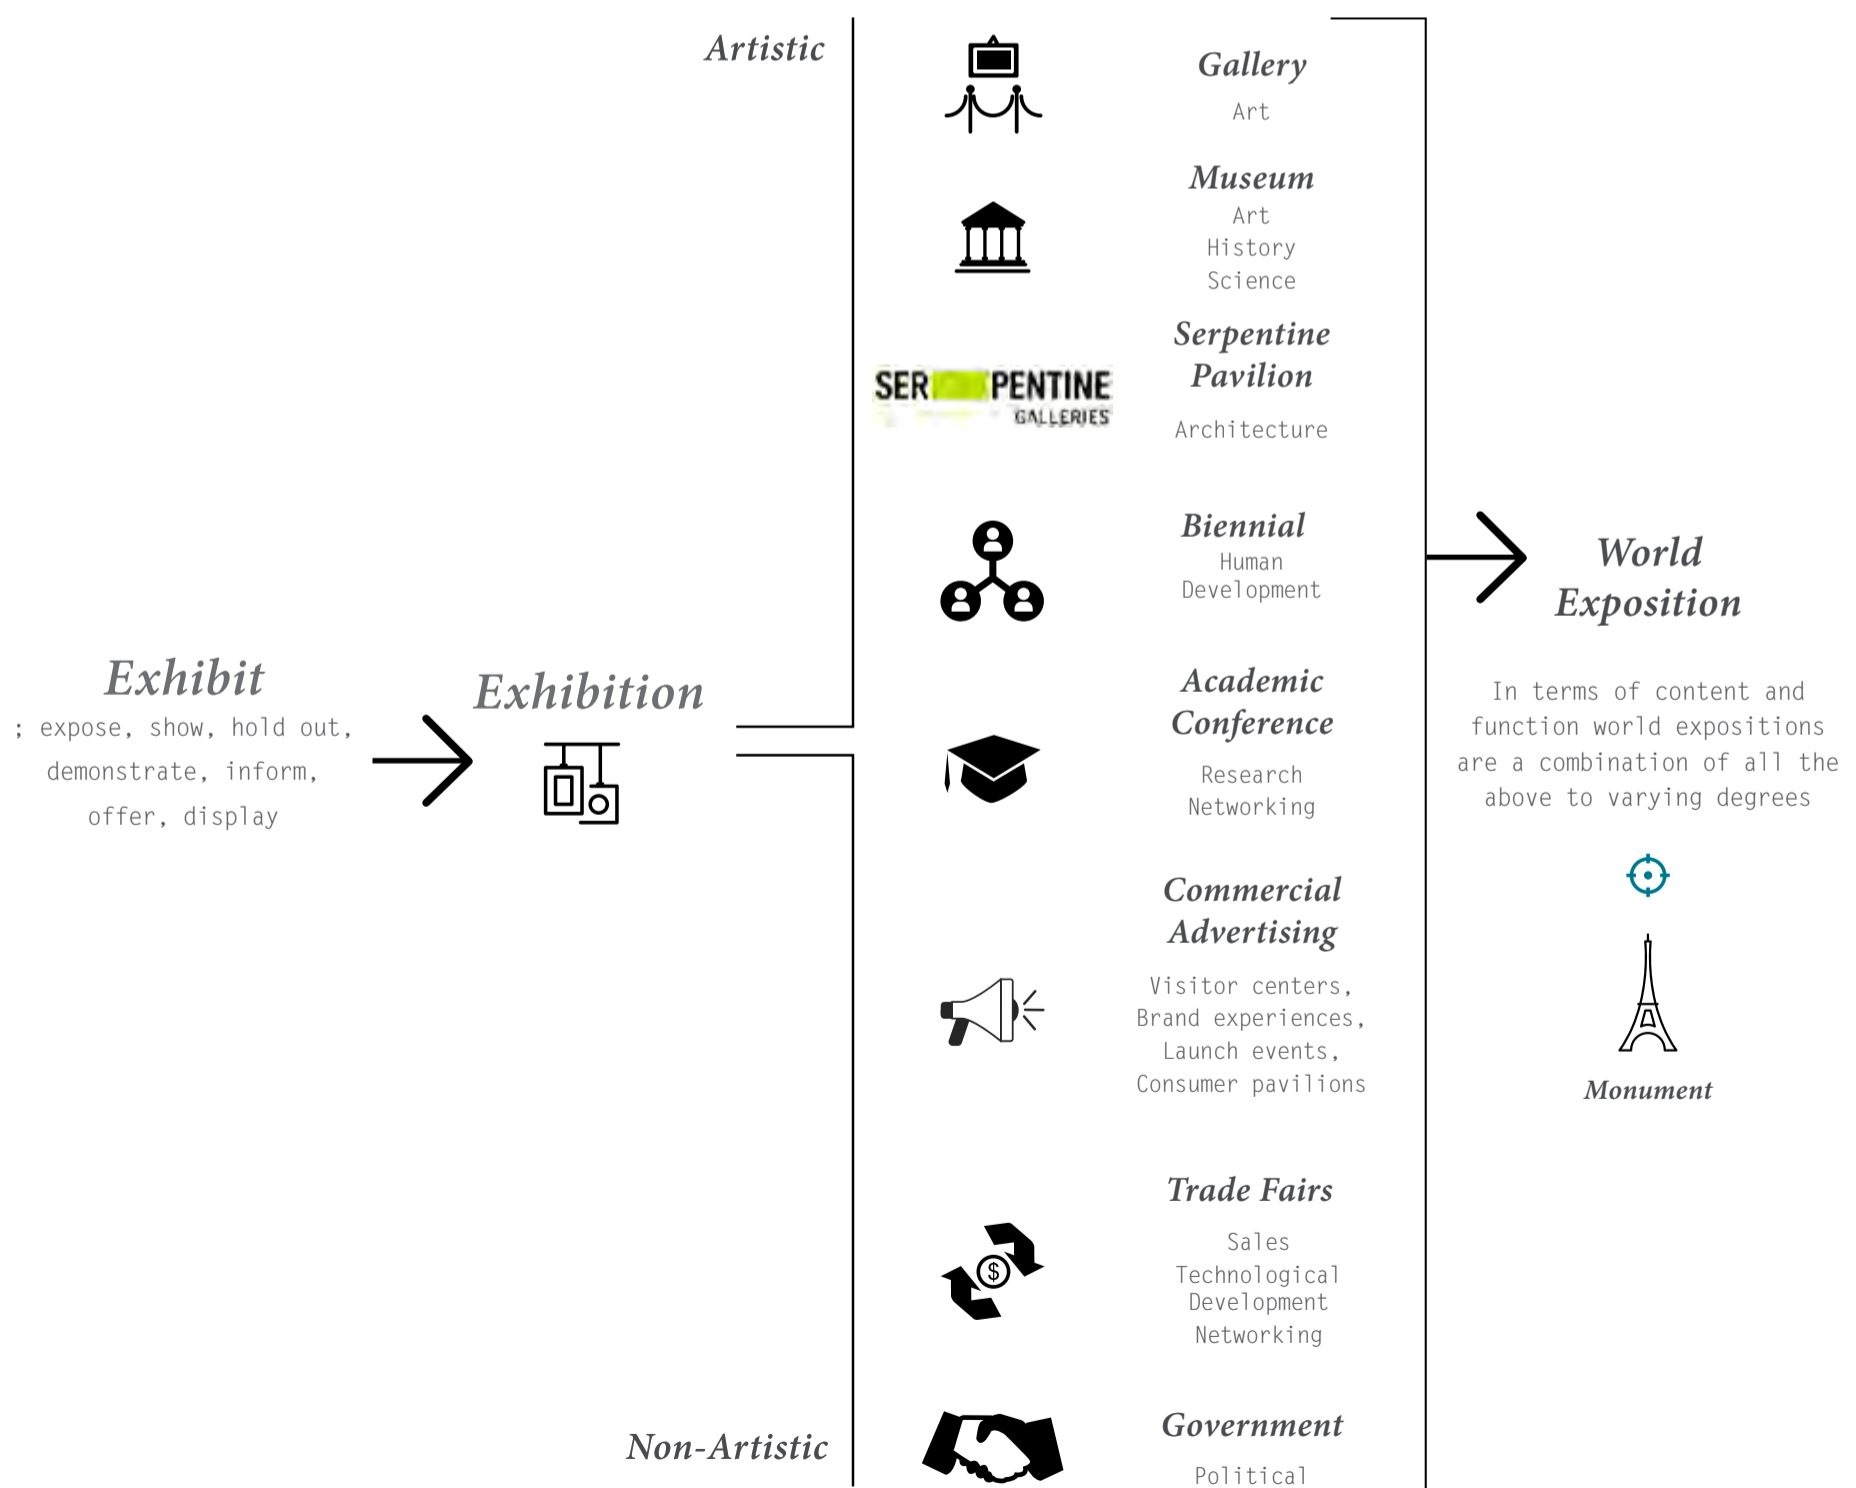 Artistic
Gallery
Art
Museum
Art
History
Science
SER PENTINE
GALLERIES
Serpentine
Pavilion
Architecture
Biennial
Human
Development
World
Exposition
In terms of content and
function world expositions
are a combination of all the
above to varying degrees
Monument
Exhibit
; expose, show, hold out,
demonstrate, inform,
offer, display
Exhibition
Academic
Conference
Research
Networking
Commercial
Advertising
Visitor centers,
Brand experiences,
Launch events,
Consumer pavilions
Trade Fairs
$
Sales
Technological
Development
Networking
Non-Artistic
Government
Political